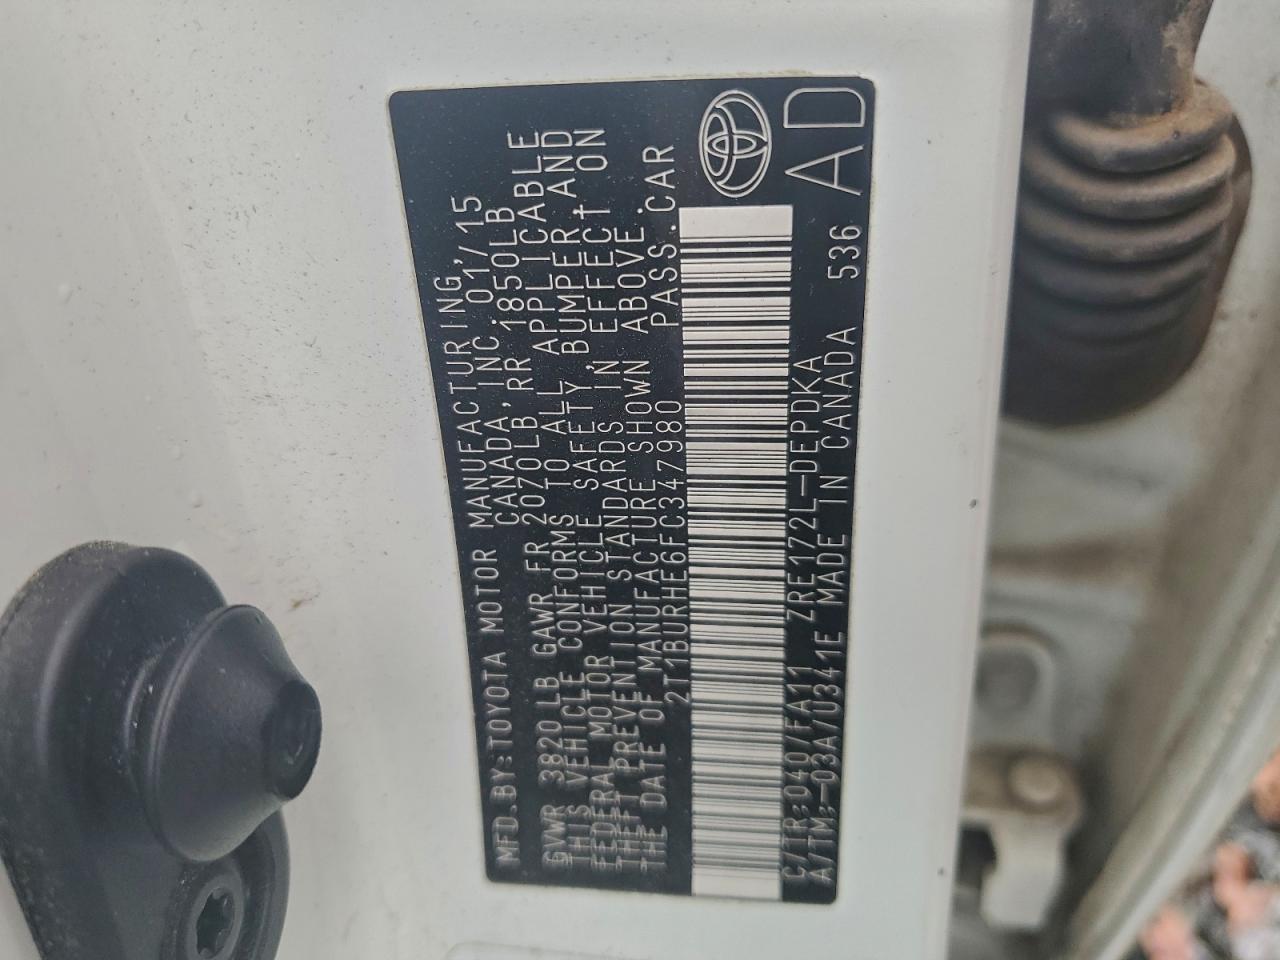 MFD.BY:TOYOTA MOTOR MANUFACTURING,
CANADA,INC. 01/15
GVWR 3820 LB GAWR FR 2070LB,RR 1850LB
THIS VEHICLE CONFORMS TO ALL APPLICABLE
FEDERAL MOTOR VEHICLE SAFETY, BUMPER, AND
THEFT PREVENTION STANDARDS IN EFFECT ON
THE DATE OF MANUFACTURE SHOWN ABOVE.
2T1BURHE6FC347980 PASS.CAR
C/TR:040/FA11 ZRE172L-DEPDKA
A/TM:-03A/0341E MADE IN CANADA 536
AD